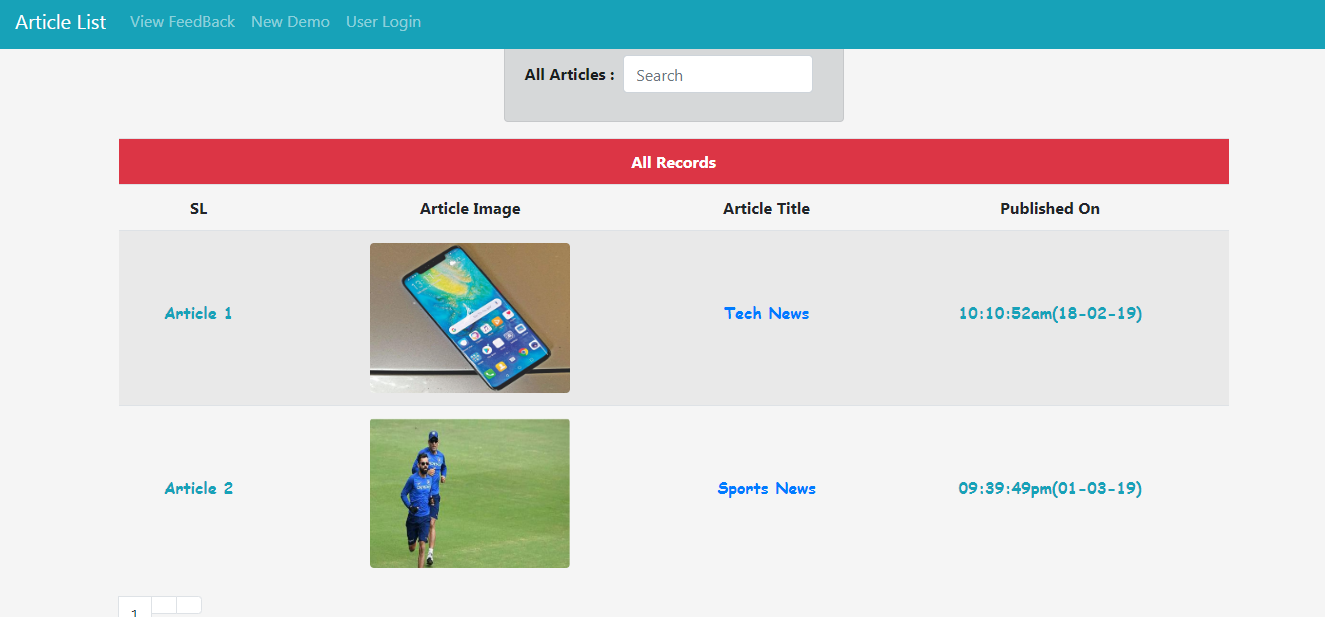 Article List View FeedBack New Demo User Login
All Articles : Search
All Records
SL Article Image Article Title Published On
Article 1 Tech News 10:10:52am(18-02-19)
Article 2 Sports News 09:39:49pm(01-03-19)
1